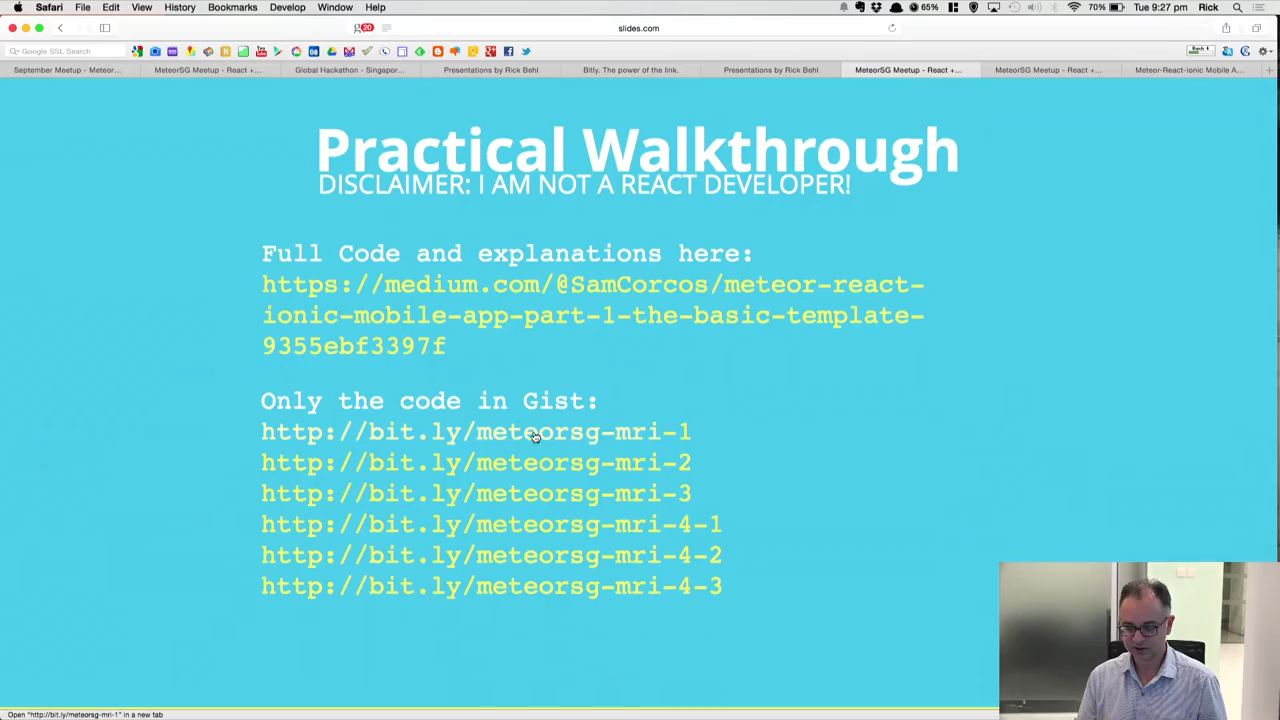 Safari File Edit View History Bookmarks Develop Window Help 65% 70% Tue 9:27 pm Rick
20 slides.com
Google SSL Search
September Meetup - Meteor... MeteorSG Meetup - React +... Global Hackathon - Singapor... Presentations by Rick Behl Bitly. The power of the link. Presentations by Rick Behl MeteorSG Meetup - React +... MeteorSG Meetup - React +... Meteor-React-Ionic Mobile A...
Practical Walkthrough
DISCLAIMER: I AM NOT A REACT DEVELOPER!
Full Code and explanations here:
https://medium.com/@SamCorcos/meteor-react-
ionic-mobile-app-part-1-the-basic-template-
9355ebf3397f
Only the code in Gist:
http://bit.ly/meteorsg-mri-1
http://bit.ly/meteorsg-mri-2
http://bit.ly/meteorsg-mri-3
http://bit.ly/meteorsg-mri-4-1
http://bit.ly/meteorsg-mri-4-2
http://bit.ly/meteorsg-mri-4-3
Open "http://bit.ly/meteorsg-mri-1" in a new tab